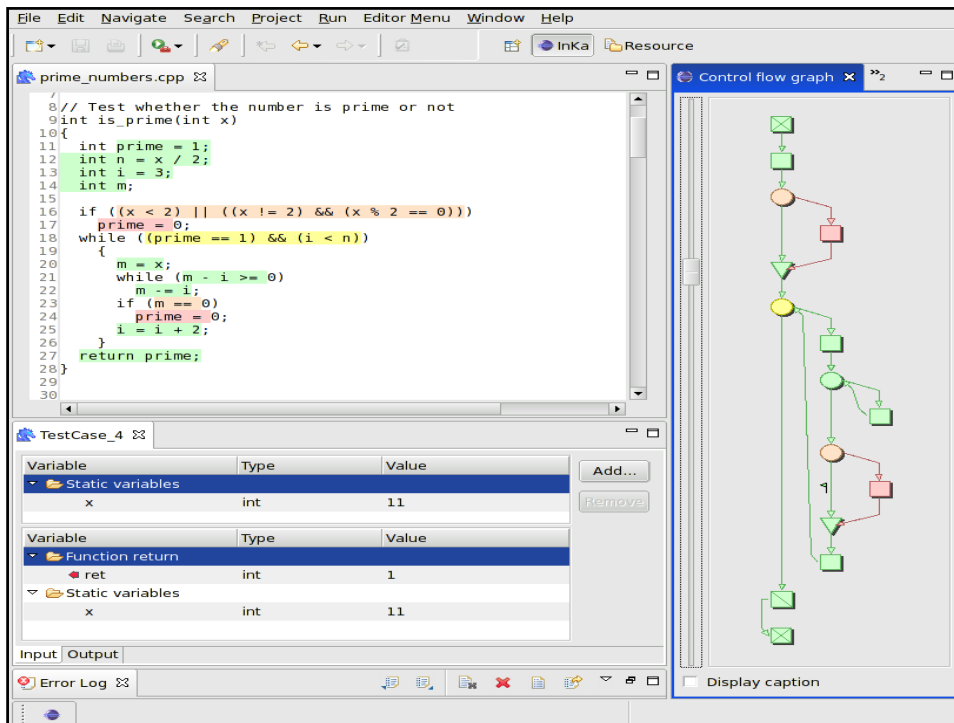 File Edit Navigate Search Project Run Editor Menu Window Help
InKa Resource
prime_numbers.cpp
7
8 // Test whether the number is prime or not
9 int is_prime(int x)
10 {
11 int prime = 1;
12 int n = x / 2;
13 int i = 3;
14 int m;
15
16 if ((x < 2) || ((x != 2) && (x % 2 == 0)))
17 prime = 0;
18 while ((prime == 1) && (i < n))
19 {
20 m = x;
21 while (m - i >= 0)
22 m -= i;
23 if (m == 0)
24 prime = 0;
25 i = i + 2;
26 }
27 return prime;
28 }
29
30
Control flow graph »2
Display caption
TestCase_4
Variable Type Value
Static variables
x int 11
Add...
Remove
Variable Type Value
Function return
ret int 1
Static variables
x int 11
Input Output
Error Log